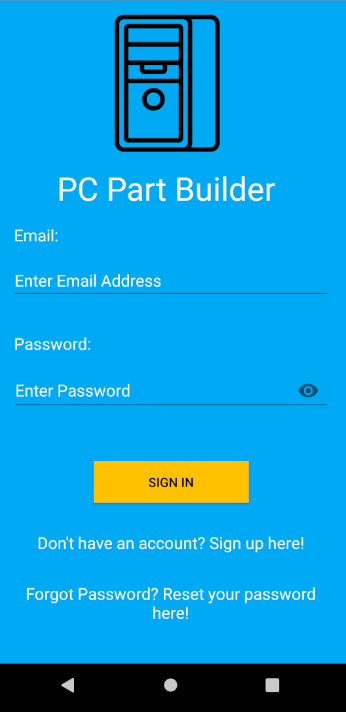 PC Part Builder
Email:
Enter Email Address
Password:
Enter Password
SIGN IN
Don't have an account? Sign up here!
Forgot Password? Reset your password
here!